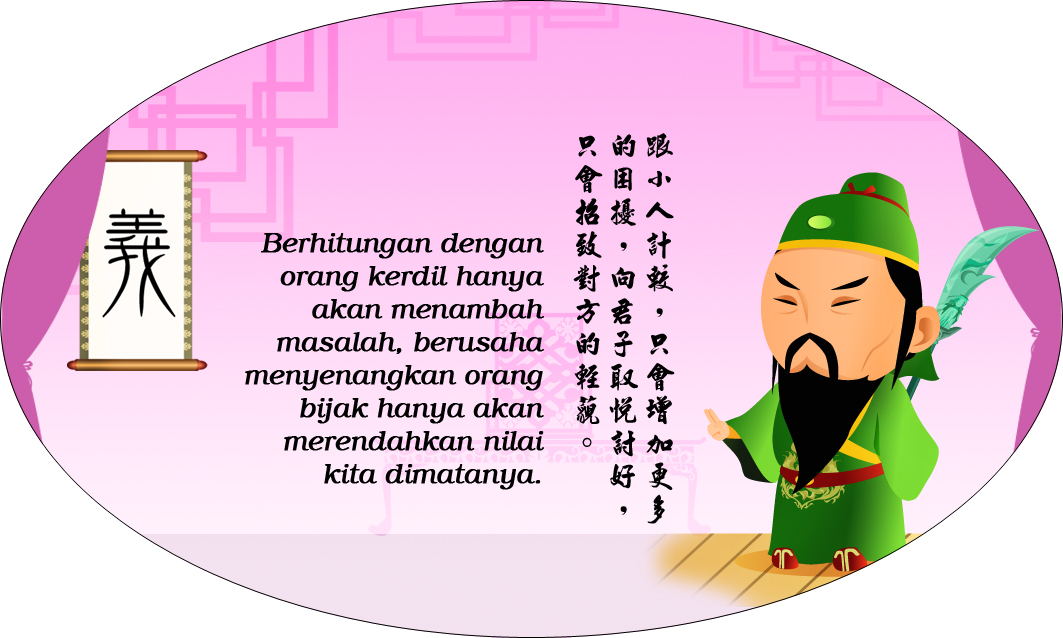 義
Berhitungan dengan
orang kerdil hanya
akan menambah
masalah, berusaha
menyenangkan orang
bijak hanya akan
merendahkan nilai
kita dimatanya.
跟小人計較，只會增加更多
的困擾，向君子取悅討好，
只會招致對方的輕藐。